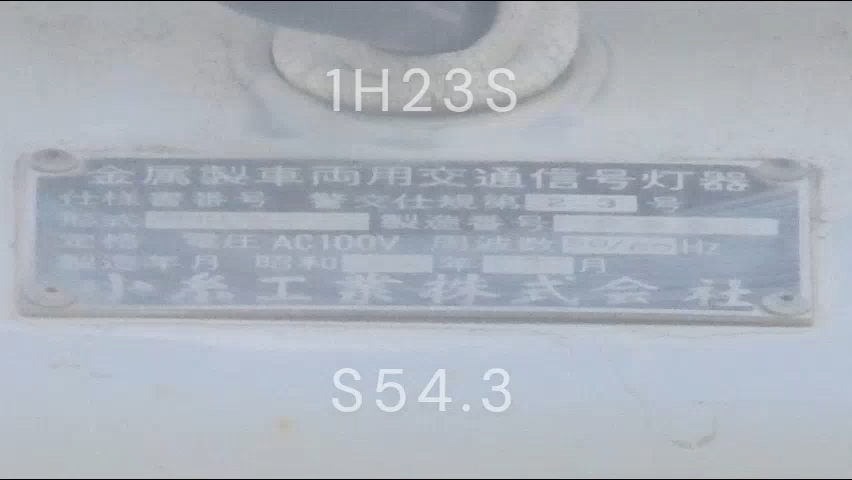 1H23S
金属製車両用交通信号灯器
仕様書番号 警交仕規第 23 号
形式 製造番号
定格 電圧 AC100V 周波数 50/60 Hz
製造年月 昭和 年 月
小糸工業株式会社
S54.3